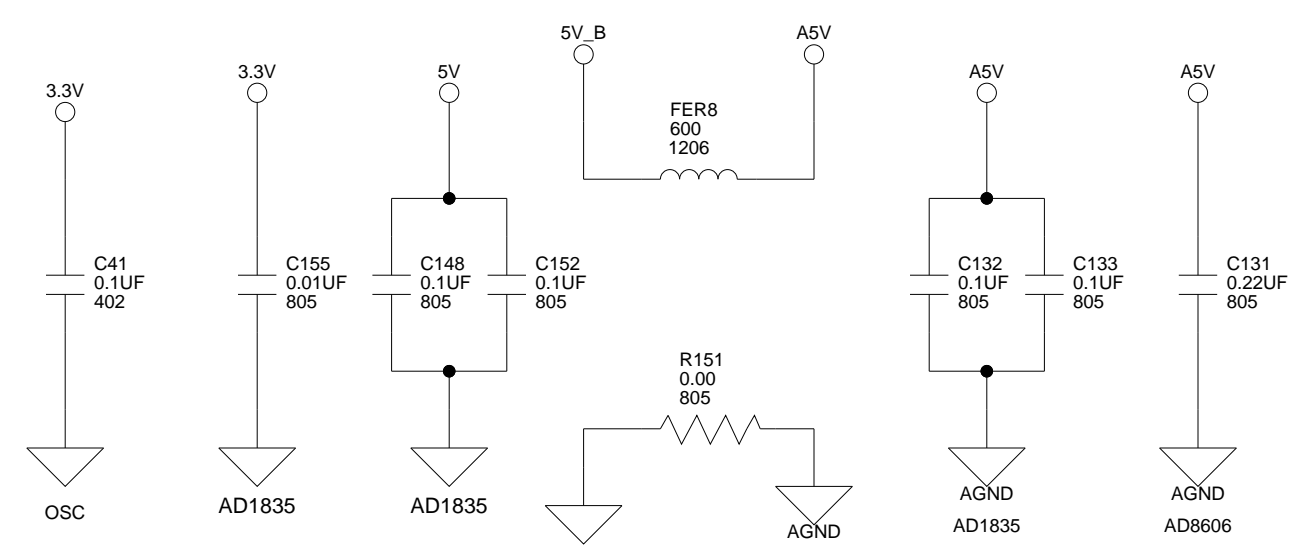 5V_B
A5V
3.3V
5V
A5V
A5V
3.3V
FER8
600
1206
C41
0.1UF
402
C155
0.01UF
805
C148
0.1UF
805
C152
0.1UF
805
C132
0.1UF
805
C133
0.1UF
805
C131
0.22UF
805
R151
0.00
805
OSC
AD1835
AD1835
AGND
AGND
AD1835
AGND
AD8606